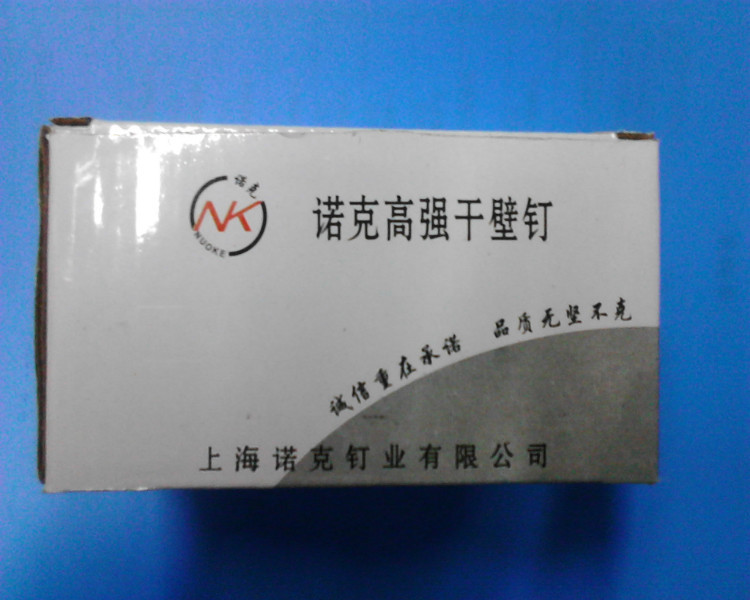 诺克
NK
NUOKE
诺克高强干壁钉
诚信重在承诺 品质无坚不克
上海诺克钉业有限公司